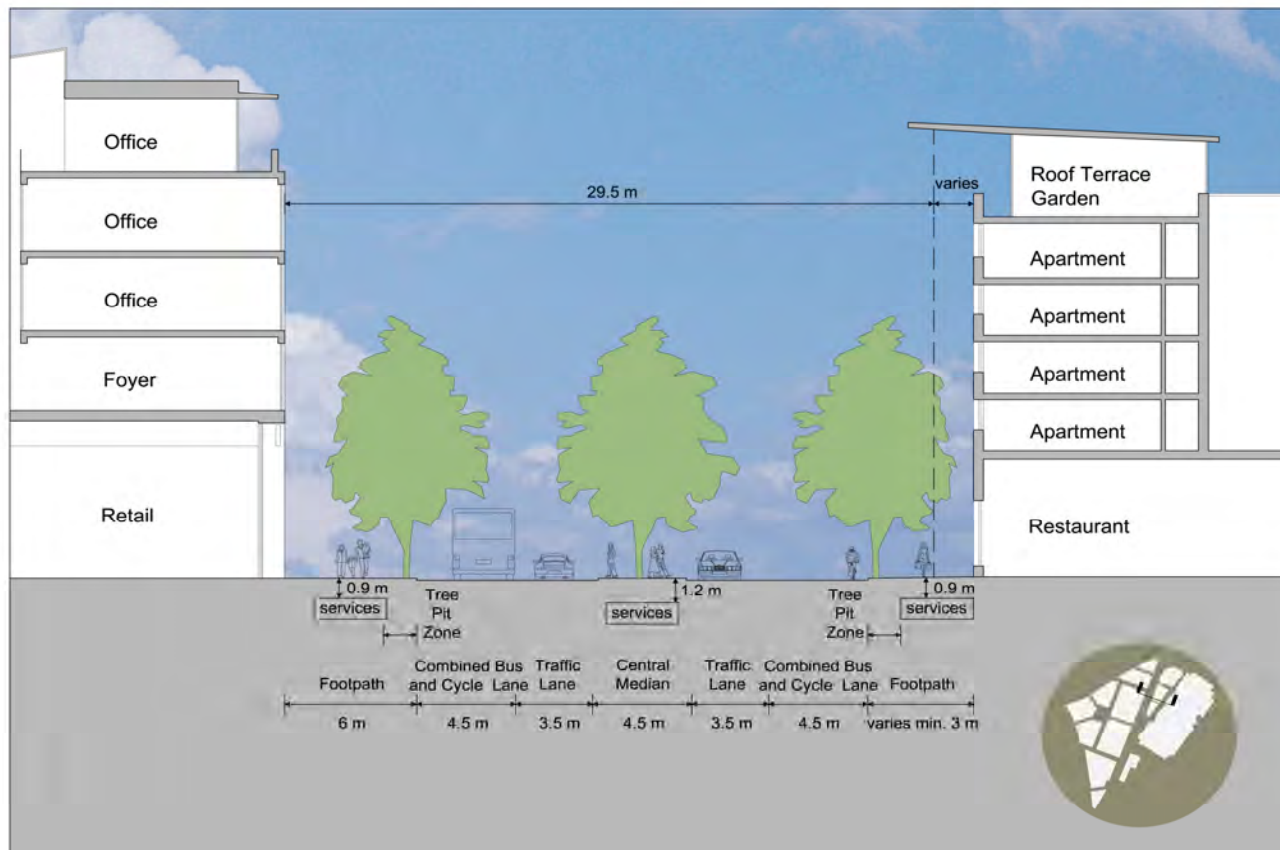 Office
Office
Office
Foyer
Retail
29.5 m
varies
Roof Terrace
Garden
Apartment
Apartment
Apartment
Apartment
Restaurant
0.9 m
services
Tree
Pit
Zone
1.2 m
services
Tree
Pit
Zone
0.9 m
services
Footpath
6 m
Combined Bus
and Cycle Lane
4.5 m
Traffic
Lane
3.5 m
Central
Median
4.5 m
Traffic
Lane
3.5 m
Combined Bus
and Cycle Lane
4.5 m
Footpath
varies min. 3 m